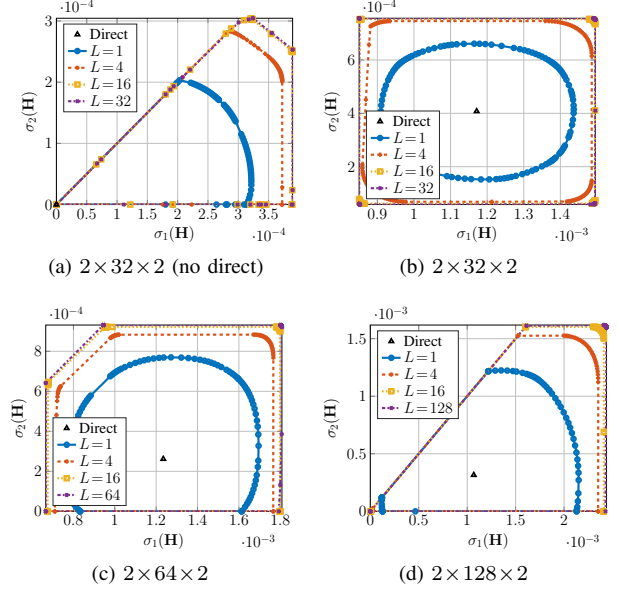 ·10⁻⁴
·10⁻⁴
3
2
1
0
σ₂(H)
Direct
L=1
L=4
L=16
L=32
0 0.5 1 1.5 2 2.5 3 3.5
σ₁(H) ·10⁻⁴
(a) 2×32×2 (no direct)
6
4
2
σ₂(H)
Direct
L=1
L=4
L=16
L=32
0.9 1 1.1 1.2 1.3 1.4
σ₁(H) ·10⁻³
(b) 2×32×2
·10⁻⁴
8
6
4
2
0
σ₂(H)
Direct
L=1
L=4
L=16
L=64
0.8 1 1.2 1.4 1.6 1.8
σ₁(H) ·10⁻³
(c) 2×64×2
·10⁻³
1.5
1
0.5
0
σ₂(H)
Direct
L=1
L=4
L=16
L=128
0 0.5 1 1.5 2
σ₁(H) ·10⁻³
(d) 2×128×2